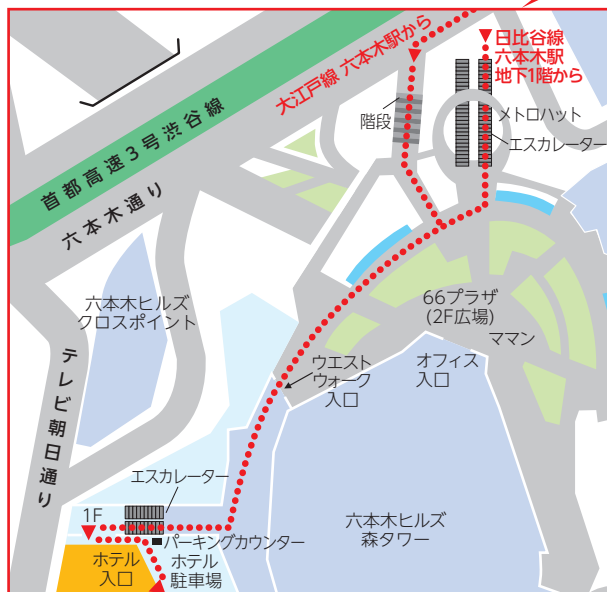 大江戸線 六本木駅から
日比谷線
六本木駅
地下1階から
階段
メトロハット
エスカレーター
首都高速3号渋谷線
六本木通り
六本木ヒルズ
クロスポイント
66プラザ
(2F広場)
ママン
ウエスト
ウォーク
入口
オフィス
入口
テレビ朝日通り
エスカレーター
1F
パーキングカウンター
ホテル
入口
ホテル
駐車場
六本木ヒルズ
森タワー